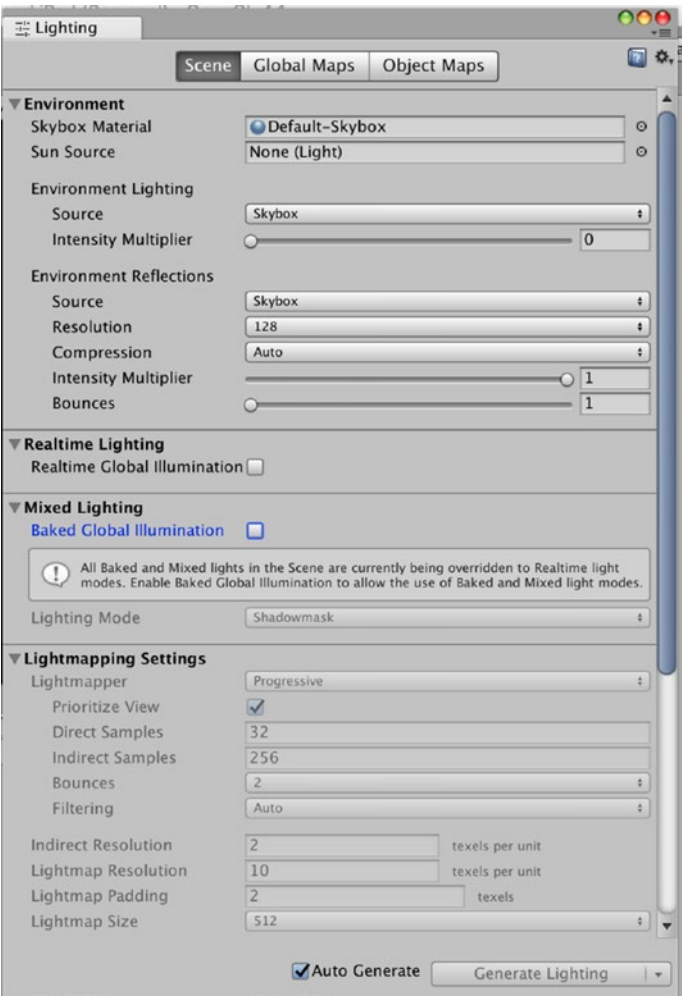 Lighting
Scene Global Maps Object Maps
Environment
Skybox Material Default-Skybox
Sun Source None (Light)
Environment Lighting
Source Skybox
Intensity Multiplier 0
Environment Reflections
Source Skybox
Resolution 128
Compression Auto
Intensity Multiplier 1
Bounces 1
Realtime Lighting
Realtime Global Illumination
Mixed Lighting
Baked Global Illumination
All Baked and Mixed lights in the Scene are currently being overridden to Realtime light
modes. Enable Baked Global Illumination to allow the use of Baked and Mixed light modes.
Lighting Mode Shadowmask
Lightmapping Settings
Lightmapper Progressive
Prioritize View
Direct Samples 32
Indirect Samples 256
Bounces 2
Filtering Auto
Indirect Resolution 2 texels per unit
Lightmap Resolution 10 texels per unit
Lightmap Padding 2 texels
Lightmap Size 512
Auto Generate Generate Lighting